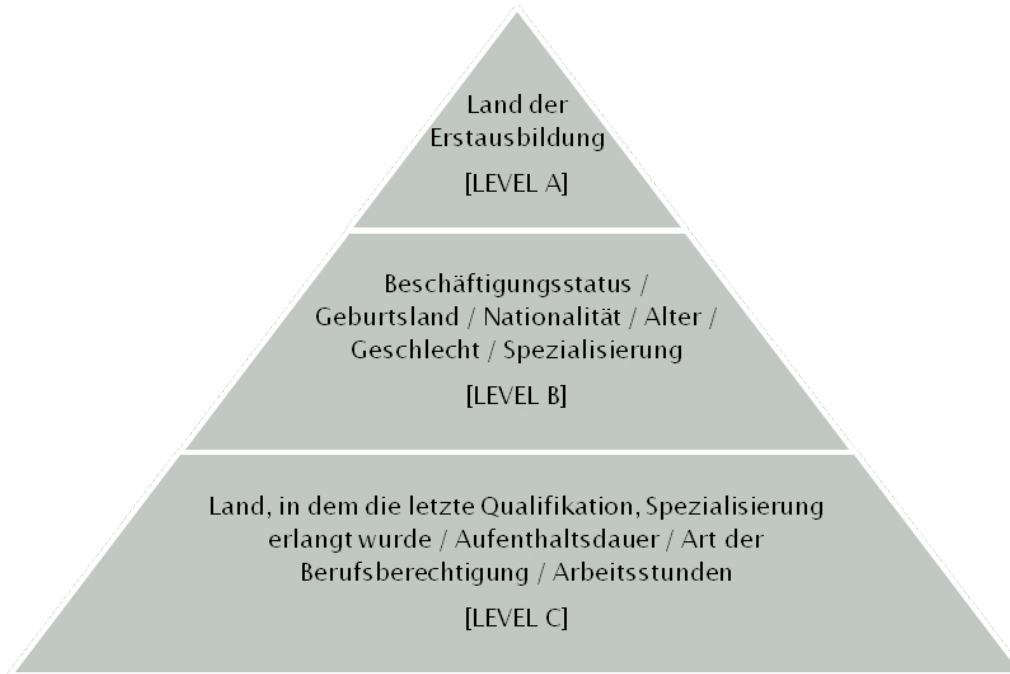 Land der
Erstausbildung
[LEVEL A]
Beschäftigungsstatus /
Geburtsland / Nationalität / Alter /
Geschlecht / Spezialisierung
[LEVEL B]
Land, in dem die letzte Qualifikation, Spezialisierung
erlangt wurde / Aufenthaltsdauer / Art der
Berufsberechtigung / Arbeitsstunden
[LEVEL C]